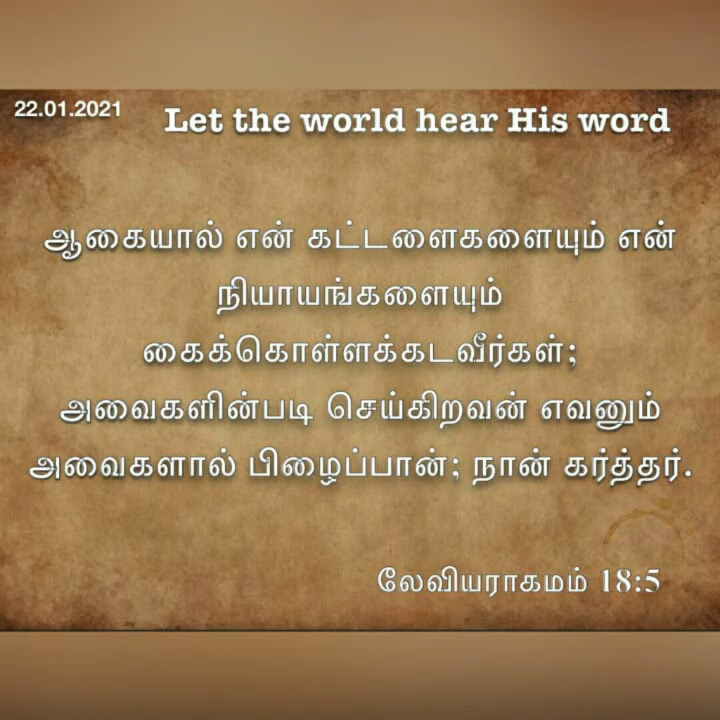 22.01.2021
Let the world hear His word
ஆகையால் என் கட்டளைகளையும் என்
நியாயங்களையும்
கைக்கொள்ளக்கடவீர்கள்;
அவைகளின்படி செய்கிறவன் எவனும்
அவைகளால் பிழைப்பான்; நான் கர்த்தர்.
லேவியராகமம் 18:5